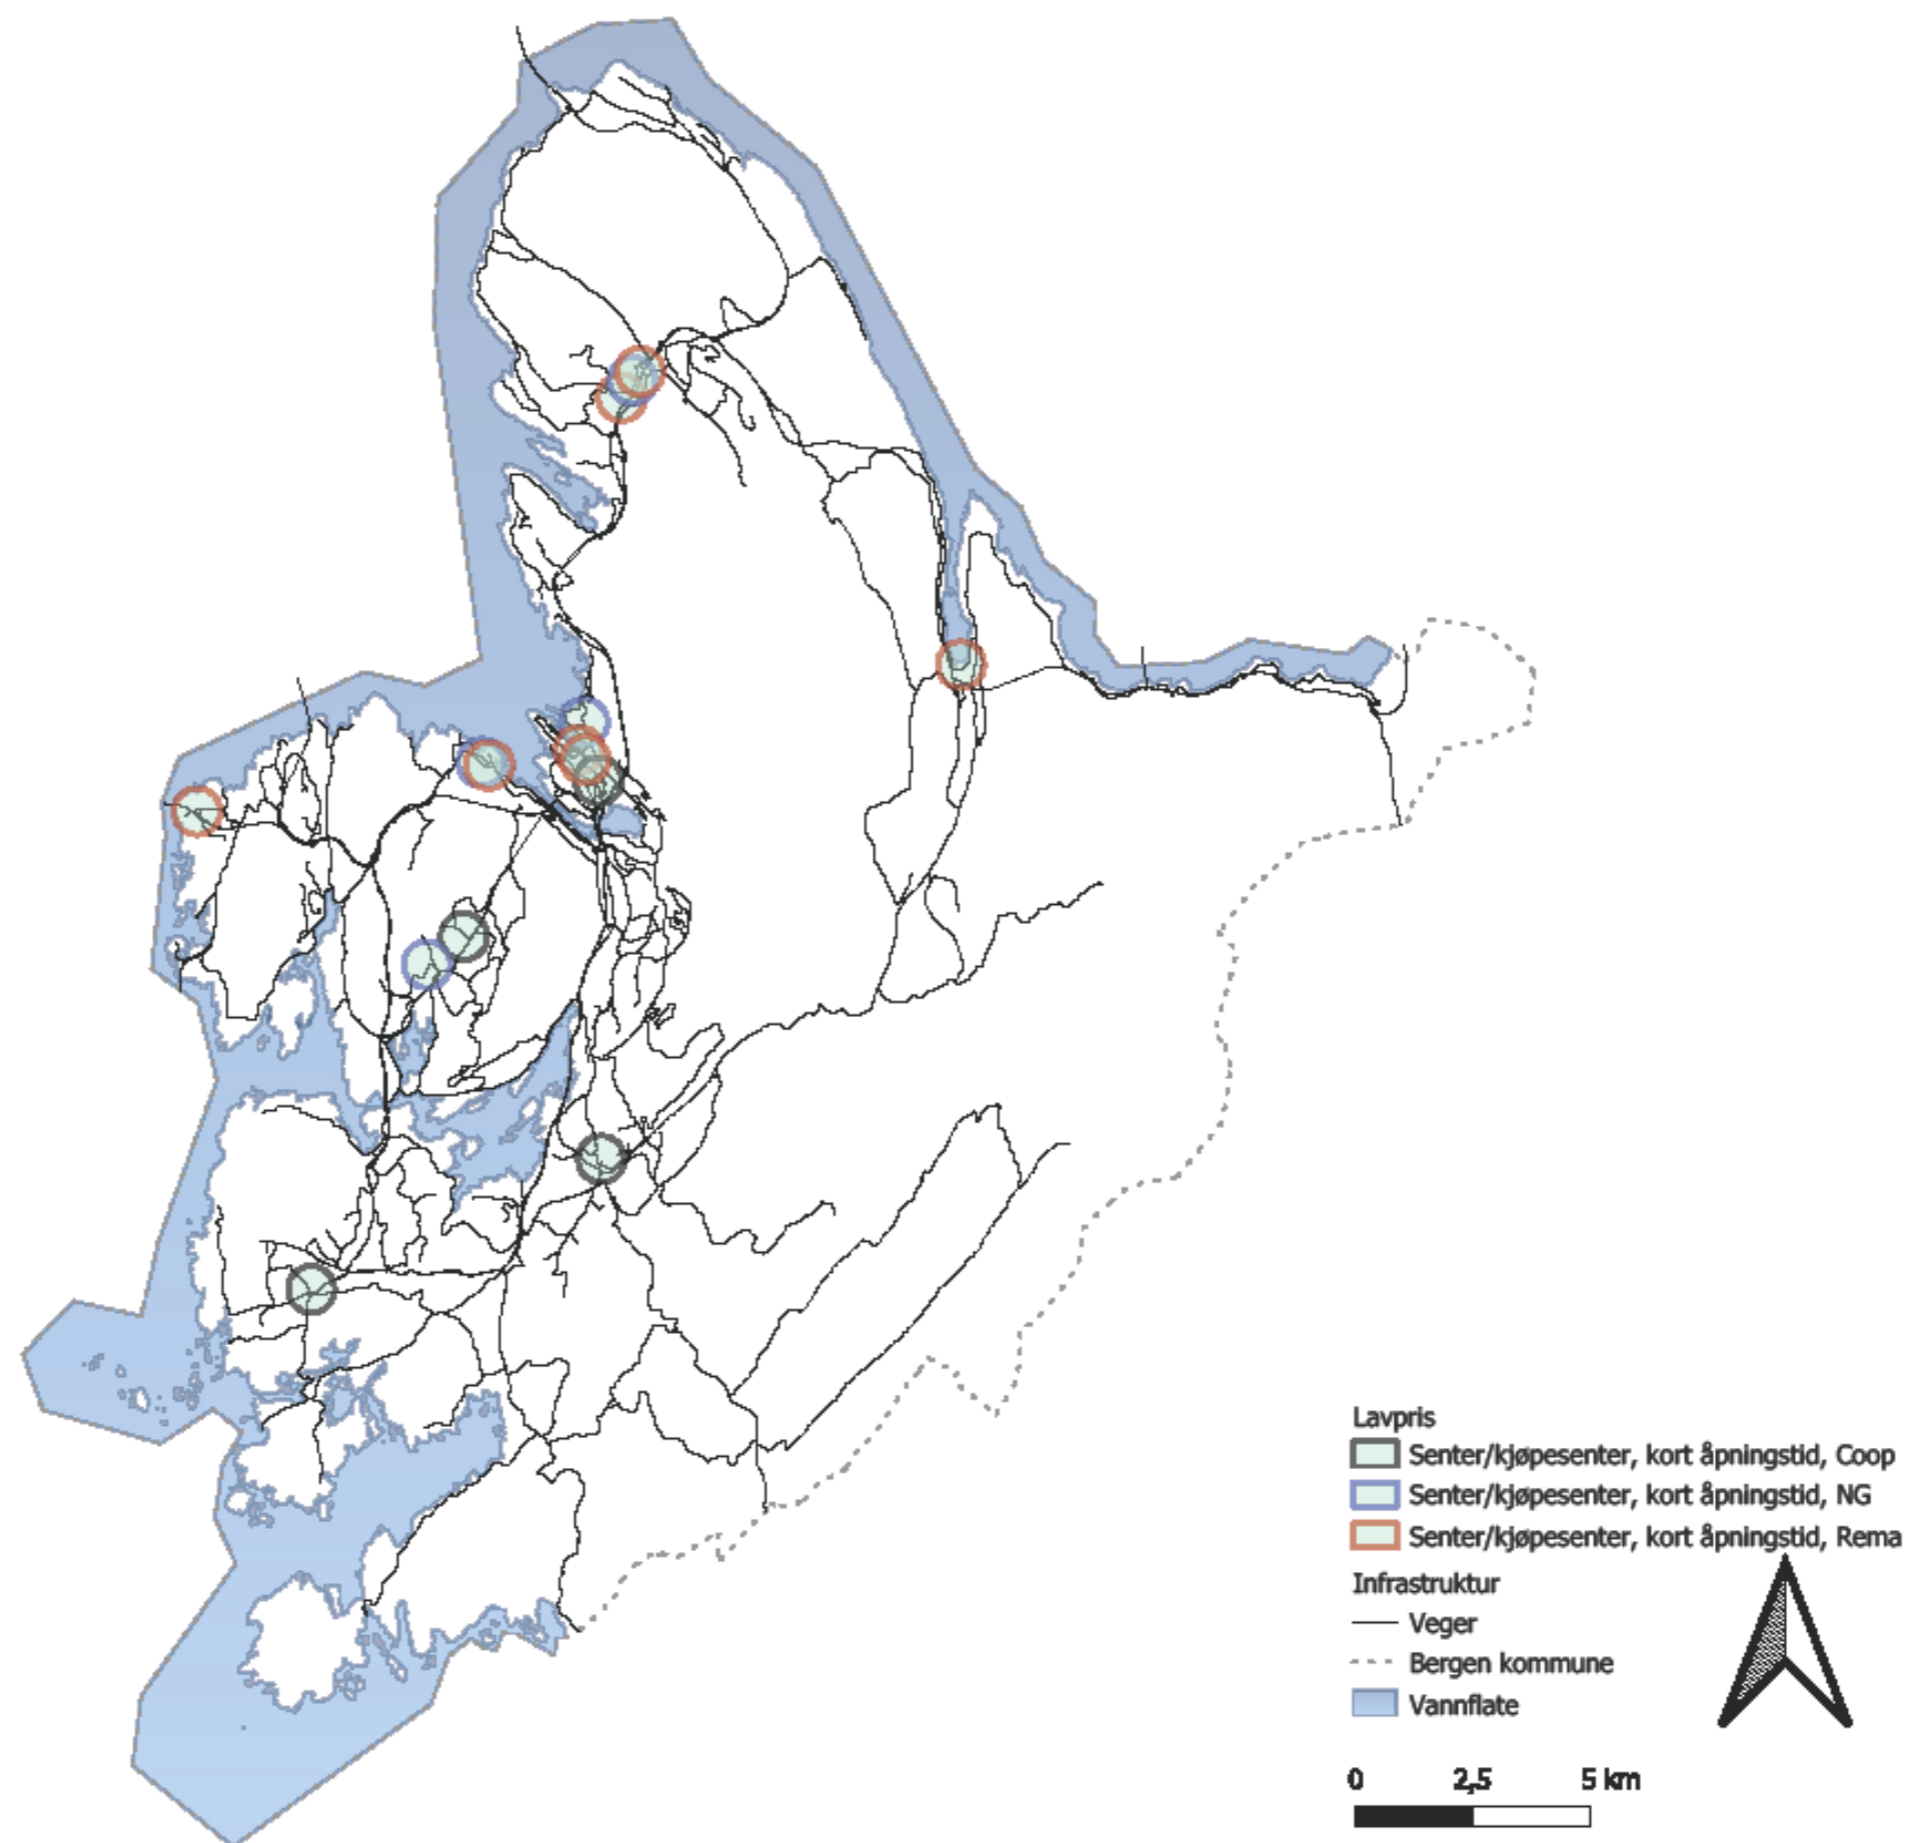 Lavpris
Senter/kjøpesenter, kort åpningstid, Coop
Senter/kjøpesenter, kort åpningstid, NG
Senter/kjøpesenter, kort åpningstid, Rema
Infrastruktur
Veger
Bergen kommune
Vannflate
0 2,5 5 km